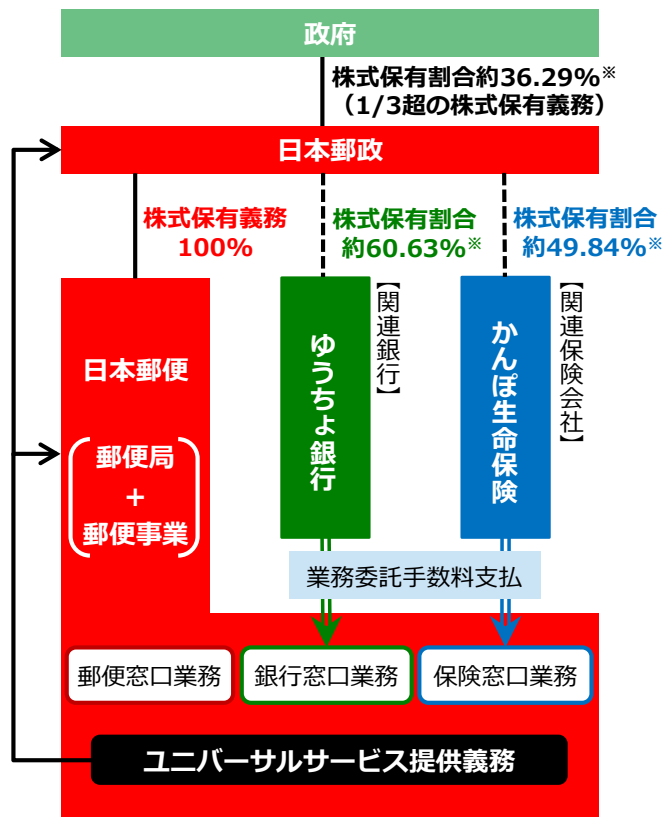 政府
株式保有割合約36.29%※
（1/3超の株式保有義務）
日本郵政
株式保有義務
100%
株式保有割合
約60.63%※
株式保有割合
約49.84%※
日本郵便
郵便局
+
郵便事業
ゆうちょ銀行
【関連銀行】
かんぽ生命保険
【関連保険会社】
業務委託手数料支払
郵便窓口業務
銀行窓口業務
保険窓口業務
ユニバーサルサービス提供義務